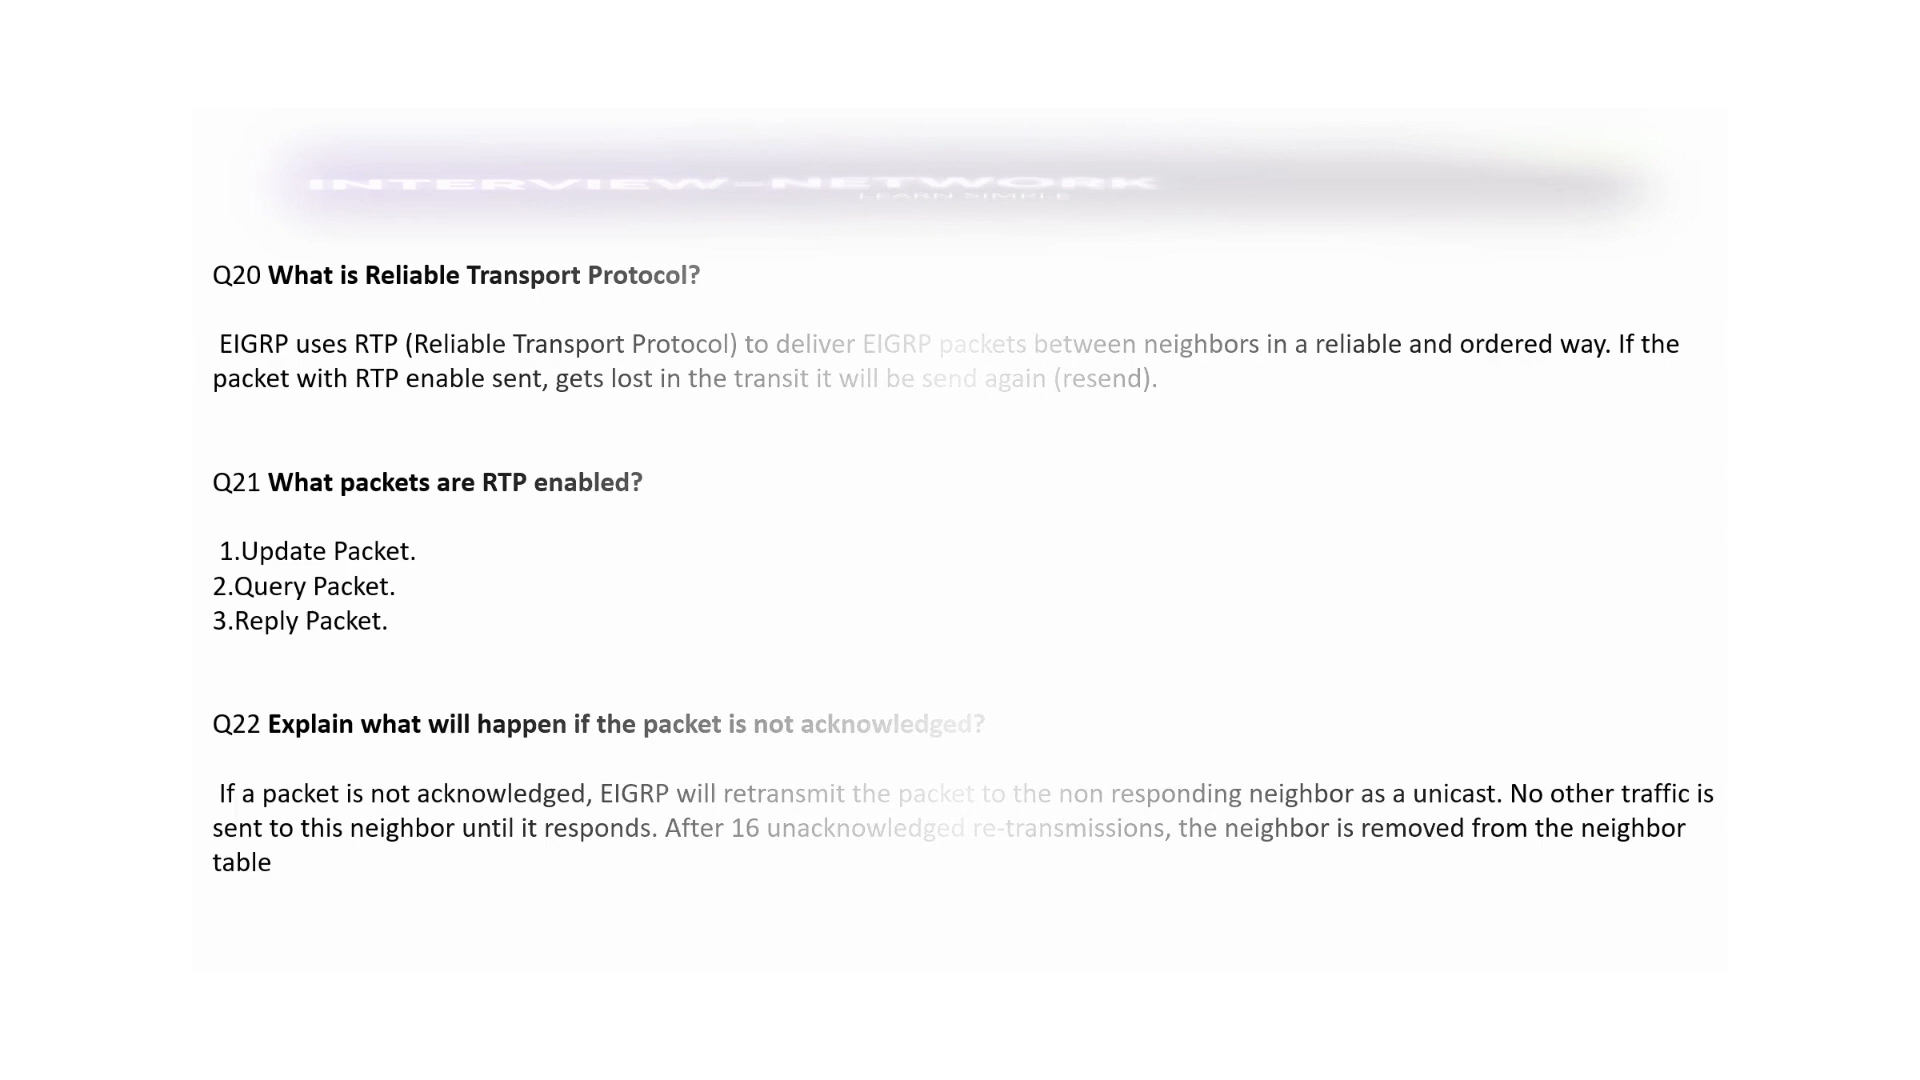 INTERVIEW-NETWORK
LEARN SIMPLE
Q20 What is Reliable Transport Protocol?
EIGRP uses RTP (Reliable Transport Protocol) to deliver EIGRP packets between neighbors in a reliable and ordered way. If the
packet with RTP enable sent, gets lost in the transit it will be send again (resend).
Q21 What packets are RTP enabled?
1.Update Packet.
2.Query Packet.
3.Reply Packet.
Q22 Explain what will happen if the packet is not acknowledged?
If a packet is not acknowledged, EIGRP will retransmit the packet to the non responding neighbor as a unicast. No other traffic is
sent to this neighbor until it responds. After 16 unacknowledged re-transmissions, the neighbor is removed from the neighbor
table